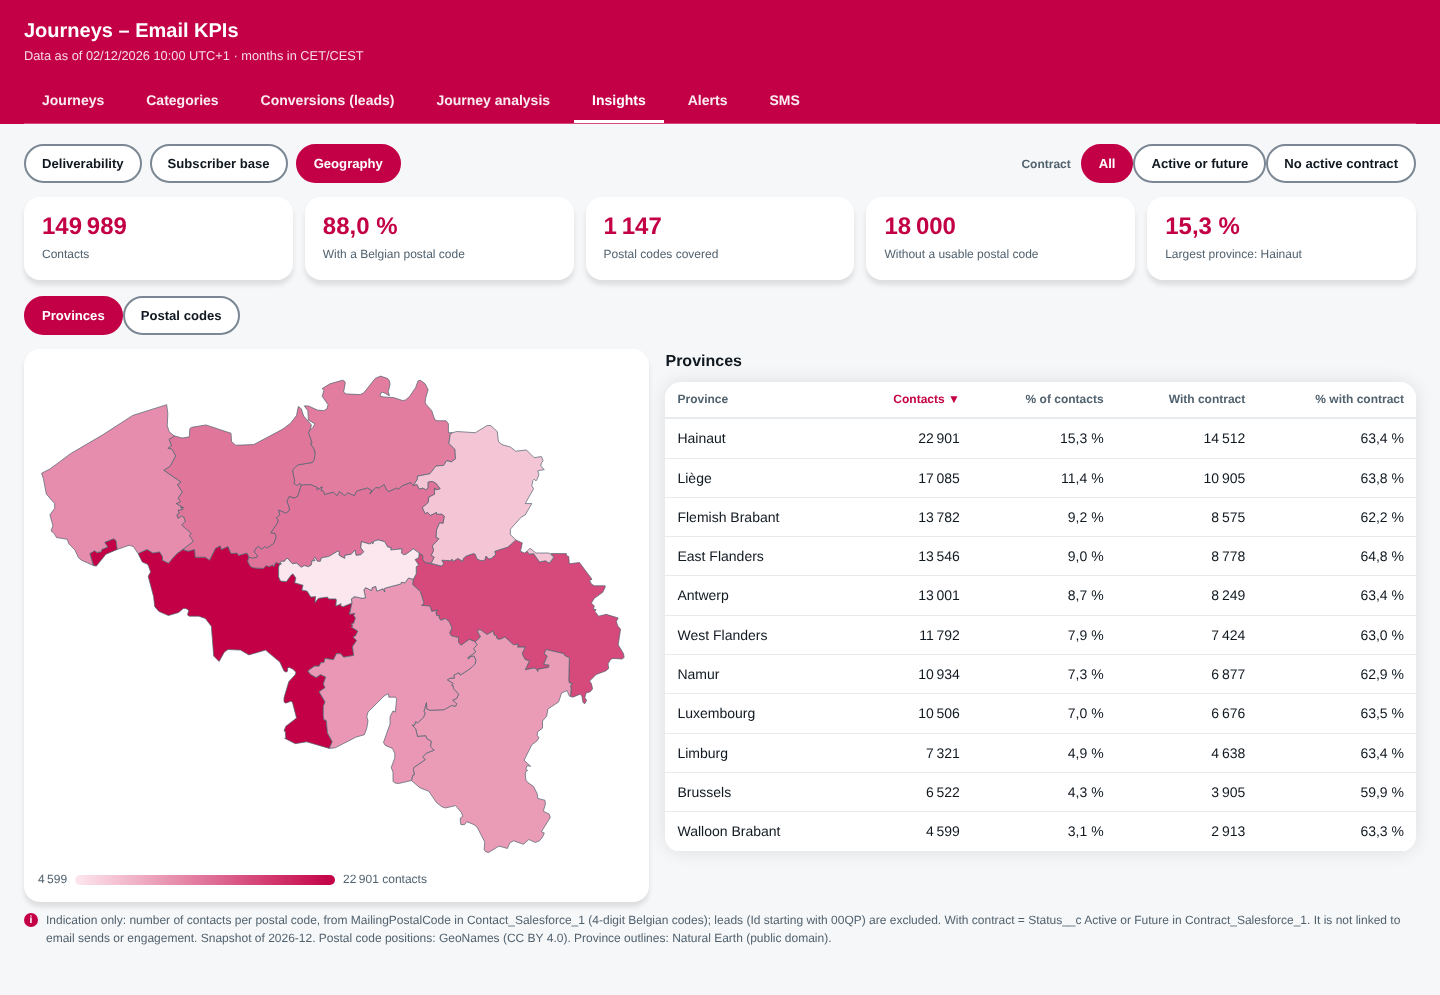 Journeys – Email KPIs
Data as of 02/12/2026 10:00 UTC+1 · months in CET/CEST
Journeys Categories Conversions (leads) Journey analysis Insights Alerts SMS
Deliverability Subscriber base Geography Contract All Active or future No active contract
149 989 88,0 % 1 147 18 000 15,3 %
Contacts With a Belgian postal code Postal codes covered Without a usable postal code Largest province: Hainaut
Provinces Postal codes
Provinces
Province Contacts ▼ % of contacts With contract % with contract
Hainaut 22 901 15,3 % 14 512 63,4 %
Liège 17 085 11,4 % 10 905 63,8 %
Flemish Brabant 13 782 9,2 % 8 575 62,2 %
East Flanders 13 546 9,0 % 8 778 64,8 %
Antwerp 13 001 8,7 % 8 249 63,4 %
West Flanders 11 792 7,9 % 7 424 63,0 %
Namur 10 934 7,3 % 6 877 62,9 %
Luxembourg 10 506 7,0 % 6 676 63,5 %
Limburg 7 321 4,9 % 4 638 63,4 %
Brussels 6 522 4,3 % 3 905 59,9 %
Walloon Brabant 4 599 3,1 % 2 913 63,3 %
4 599 22 901 contacts
i Indication only: number of contacts per postal code, from MailingPostalCode in Contact_Salesforce_1 (4-digit Belgian codes); leads (Id starting with 00QP) are excluded. With contract = Status__c Active or Future in Contract_Salesforce_1. It is not linked to
email sends or engagement. Snapshot of 2026-12. Postal code positions: GeoNames (CC BY 4.0). Province outlines: Natural Earth (public domain).